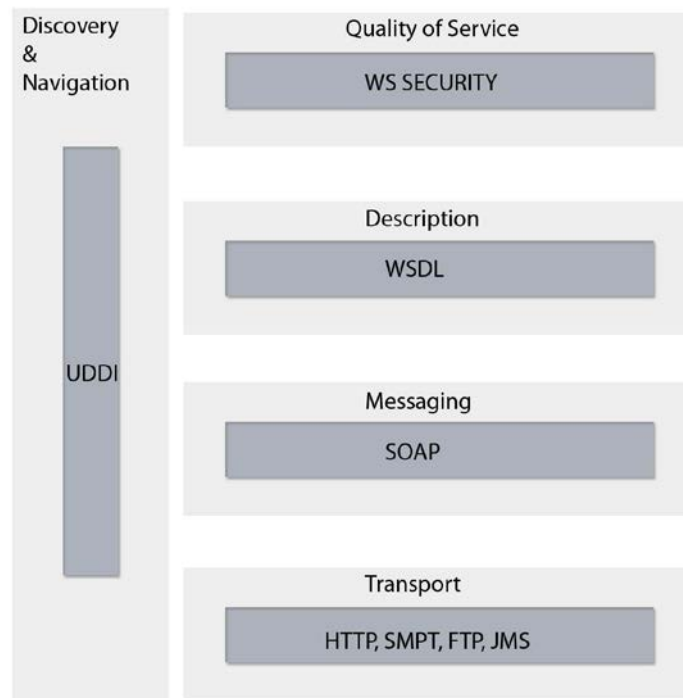 Discovery
&
Navigation
UDDI
Quality of Service
WS SECURITY
Description
WSDL
Messaging
SOAP
Transport
HTTP, SMPT, FTP, JMS